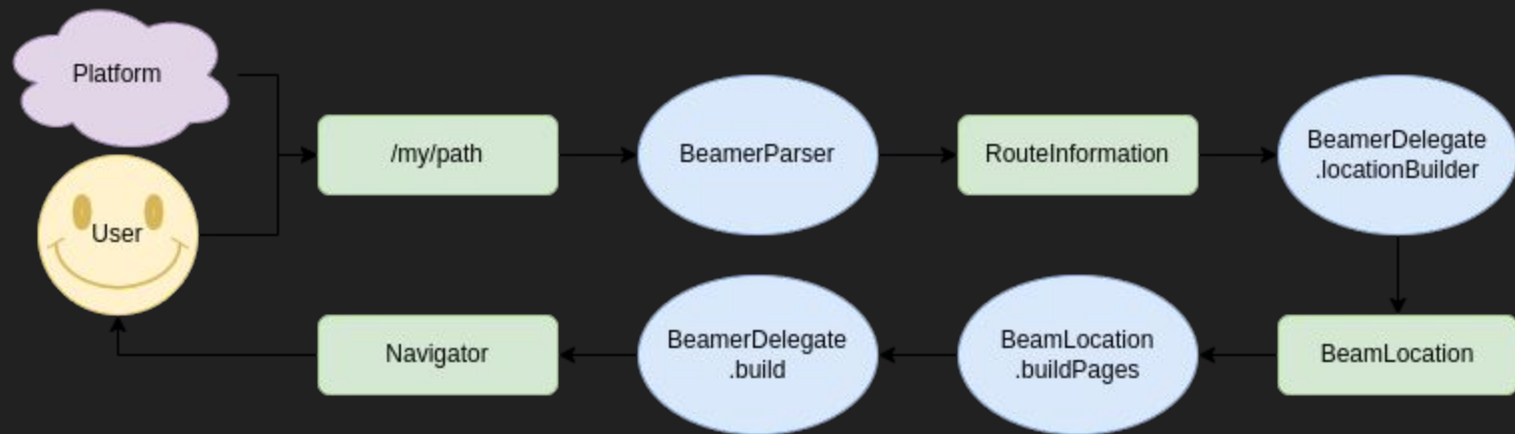 Platform
User
/my/path
BeamerParser
RouteInformation
BeamerDelegate
.locationBuilder
BeamLocation
BeamLocation
.buildPages
BeamerDelegate
.build
Navigator